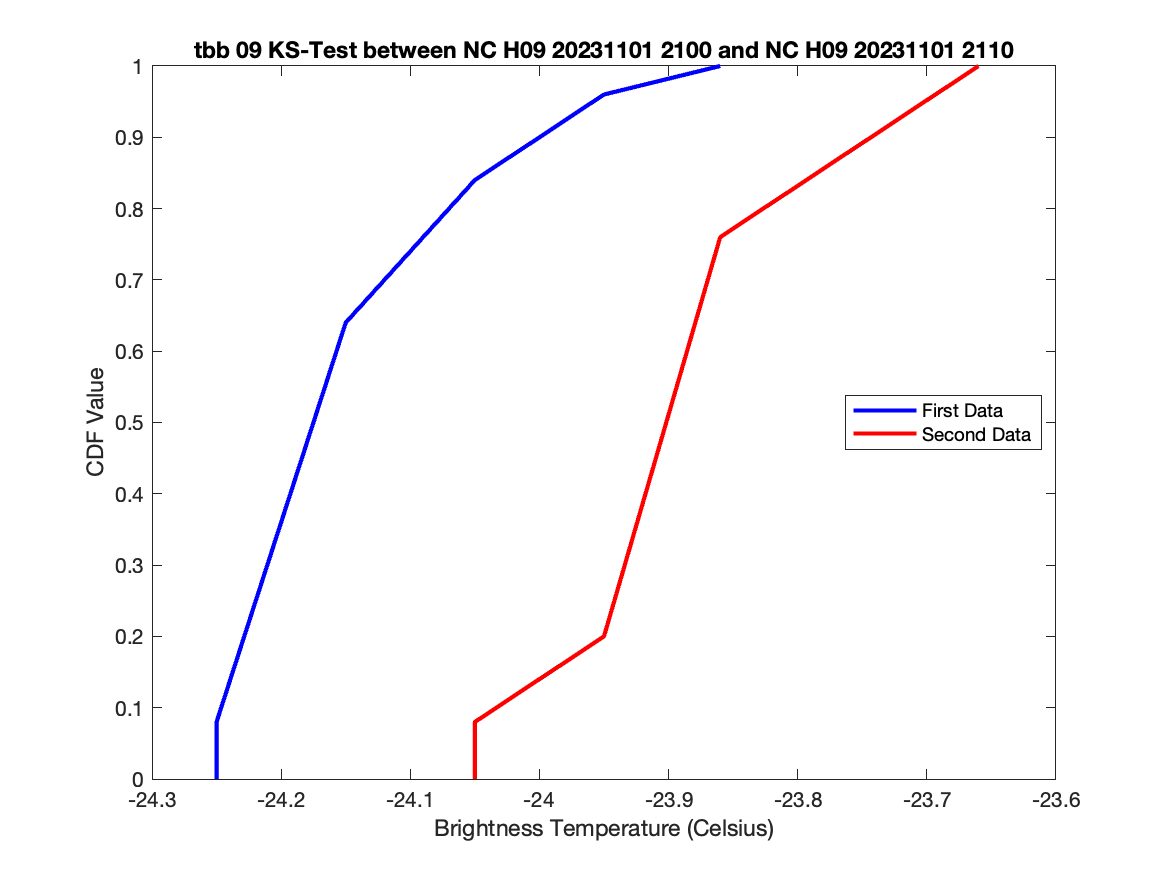 tbb 09 KS-Test between NC H09 20231101 2100 and NC H09 20231101 2110
1
0.9
0.8
0.7
0.6
0.5
0.4
0.3
0.2
0.1
0
CDF Value
First Data
Second Data
-24.3 -24.2 -24.1 -24 -23.9 -23.8 -23.7 -23.6
Brightness Temperature (Celsius)